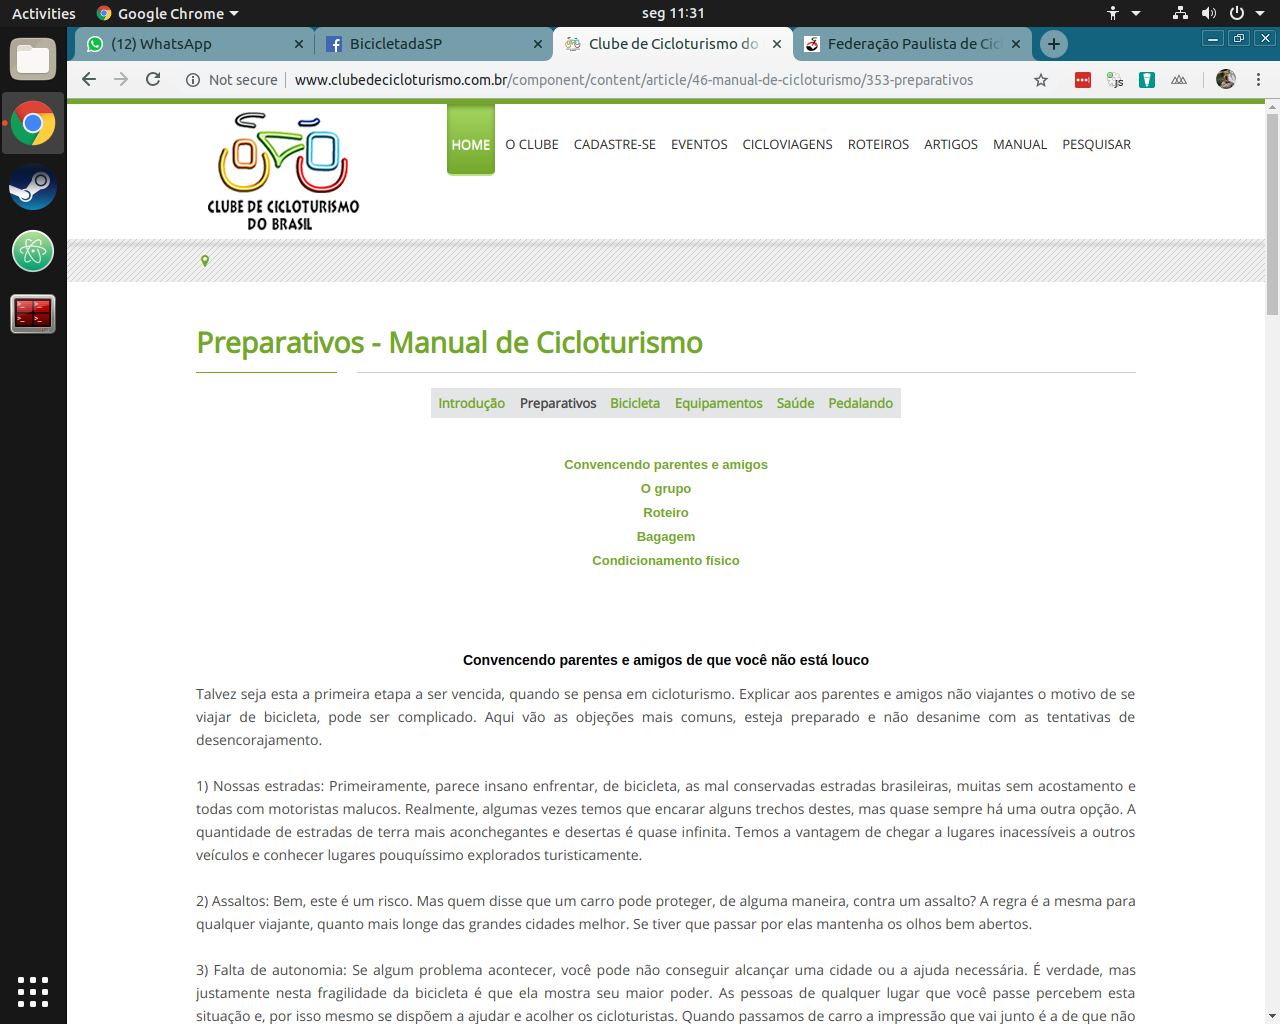 Activities
Google Chrome
seg 11:31
(12) WhatsApp
BicicletadaSP
Clube de Cicloturismo do
Federação Paulista de Cic
Not secure
www.clubedecicloturismo.com.br/component/content/article/46-manual-de-cicloturismo/353-preparativos
JS
CLUBE DE CICLOTURISMO
DO BRASIL
HOME
O CLUBE
CADASTRE-SE
EVENTOS
CICLOVIAGENS
ROTEIROS
ARTIGOS
MANUAL
PESQUISAR
Preparativos - Manual de Cicloturismo
Introdução Preparativos Bicicleta Equipamentos Saúde Pedalando
Convencendo parentes e amigos
O grupo
Roteiro
Bagagem
Condicionamento físico
Convencendo parentes e amigos de que você não está louco
Talvez seja esta a primeira etapa a ser vencida, quando se pensa em cicloturismo. Explicar aos parentes e amigos não viajantes o motivo de se
viajar de bicicleta, pode ser complicado. Aqui vão as objeções mais comuns, esteja preparado e não desanime com as tentativas de
desencorajamento.
1) Nossas estradas: Primeiramente, parece insano enfrentar, de bicicleta, as mal conservadas estradas brasileiras, muitas sem acostamento e
todas com motoristas malucos. Realmente, algumas vezes temos que encarar alguns trechos destes, mas quase sempre há uma outra opção. A
quantidade de estradas de terra mais aconchegantes e desertas é quase infinita. Temos a vantagem de chegar a lugares inacessíveis a outros
veículos e conhecer lugares pouquíssimo explorados turisticamente.
2) Assaltos: Bem, este é um risco. Mas quem disse que um carro pode proteger, de alguma maneira, contra um assalto? A regra é a mesma para
qualquer viajante, quanto mais longe das grandes cidades melhor. Se tiver que passar por elas mantenha os olhos bem abertos.
3) Falta de autonomia: Se algum problema acontecer, você pode não conseguir alcançar uma cidade ou a ajuda necessária. É verdade, mas
justamente nesta fragilidade da bicicleta é que ela mostra seu maior poder. As pessoas de qualquer lugar que você passe percebem esta
situação e, por isso mesmo se dispõem a ajudar e acolher os cicloturistas. Quando passamos de carro a impressão que vai junto é a de que não